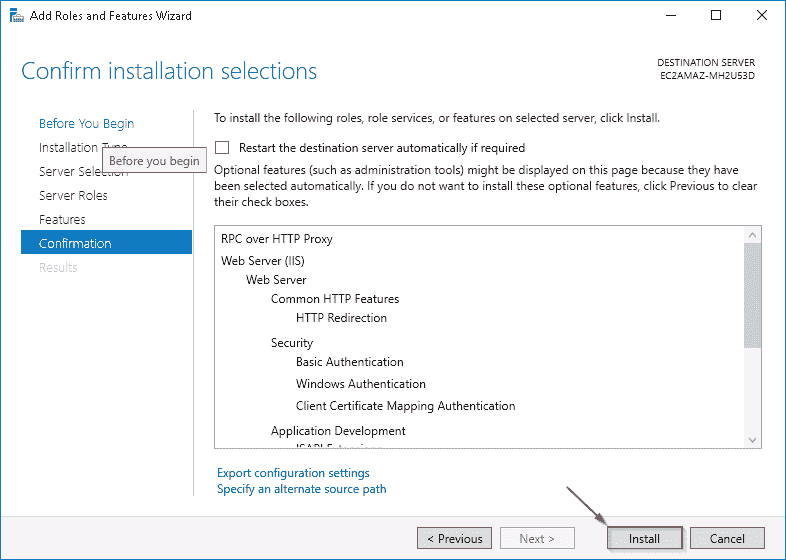 Add Roles and Features Wizard
Confirm installation selections
DESTINATION SERVER
EC2AMAZ-MH2U53D
Before You Begin
Installation Type
Before you begin
Server Selection
Server Roles
Features
Confirmation
Results
To install the following roles, role services, or features on selected server, click Install.
Restart the destination server automatically if required
Optional features (such as administration tools) might be displayed on this page because they have
been selected automatically. If you do not want to install these optional features, click Previous to clear
their check boxes.
RPC over HTTP Proxy
Web Server (IIS)
Web Server
Common HTTP Features
HTTP Redirection
Security
Basic Authentication
Windows Authentication
Client Certificate Mapping Authentication
Application Development
ISAPI Extensions
Export configuration settings
Specify an alternate source path
< Previous
Next >
Install
Cancel